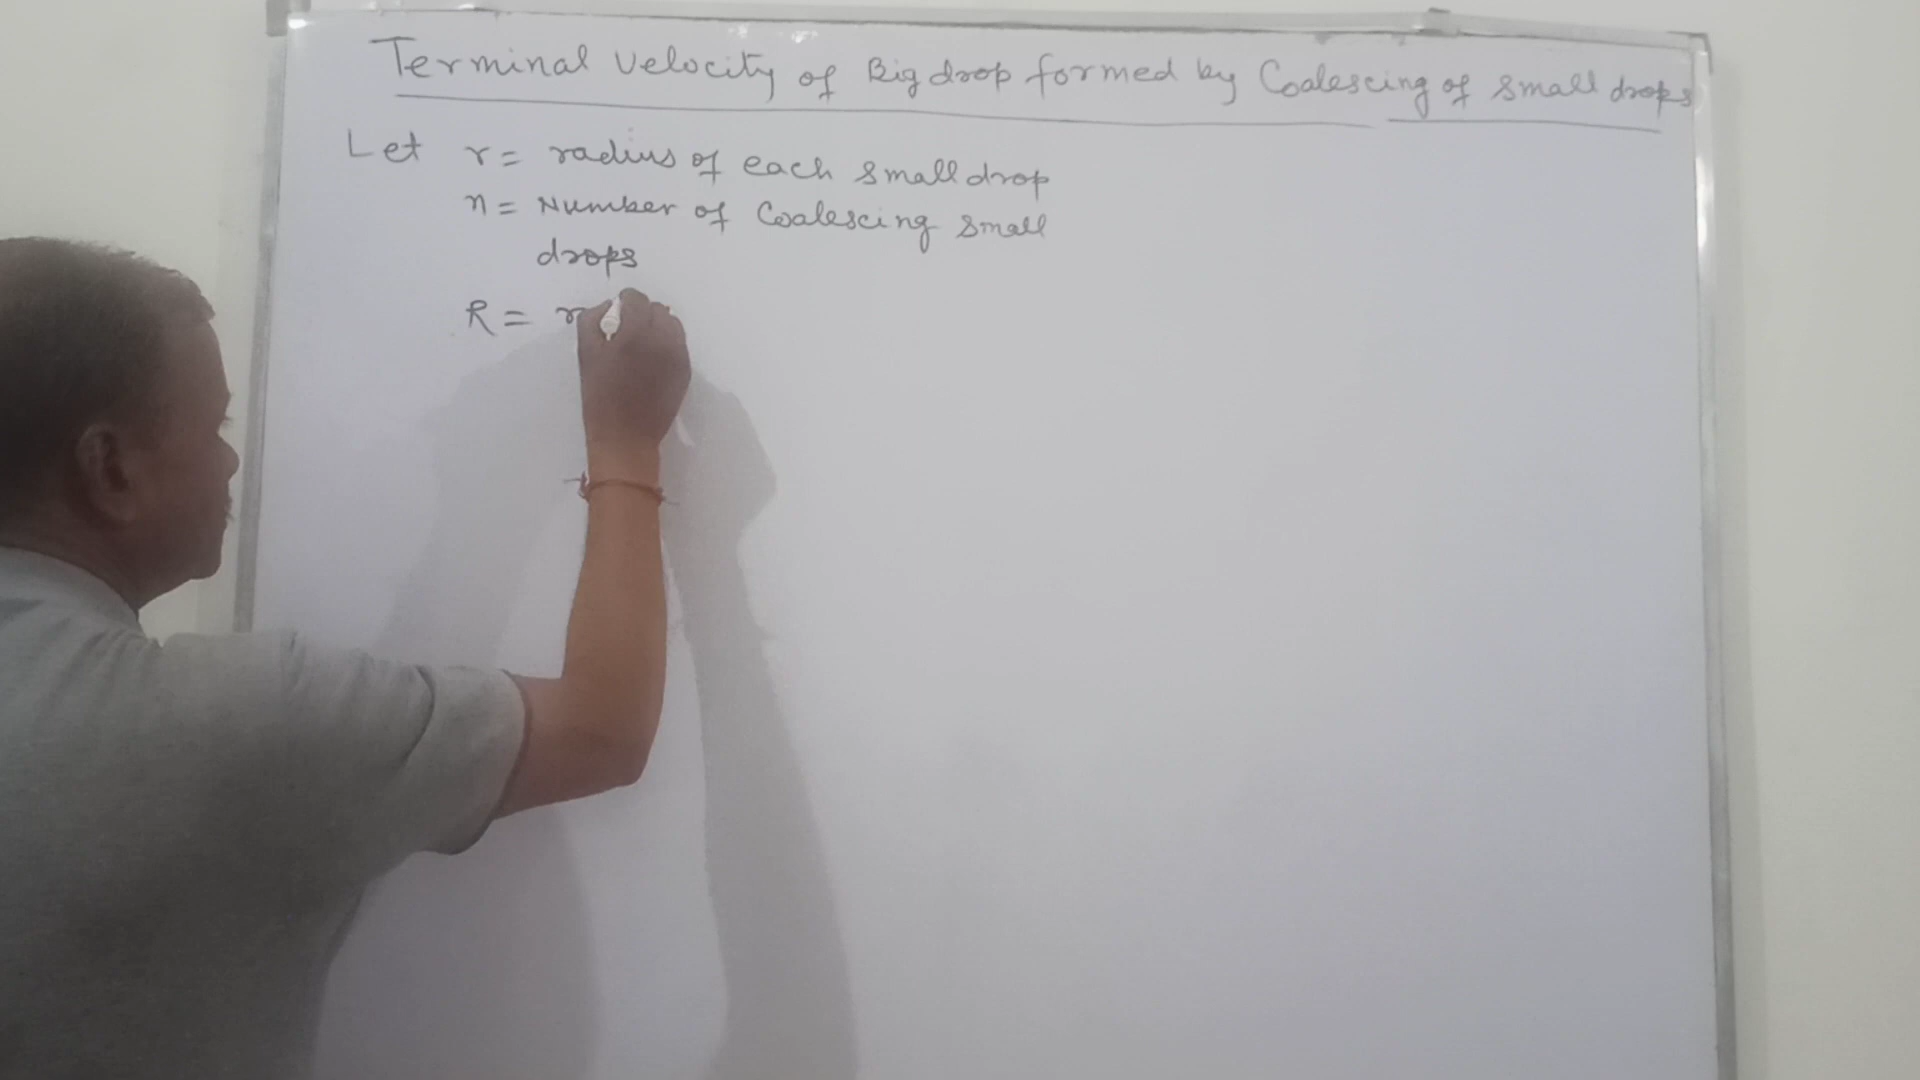 Terminal velocity of Big drop formed by Coalescing of small drops
Let r = radius of each small drop
n = Number of Coalescing small
drops
R = r